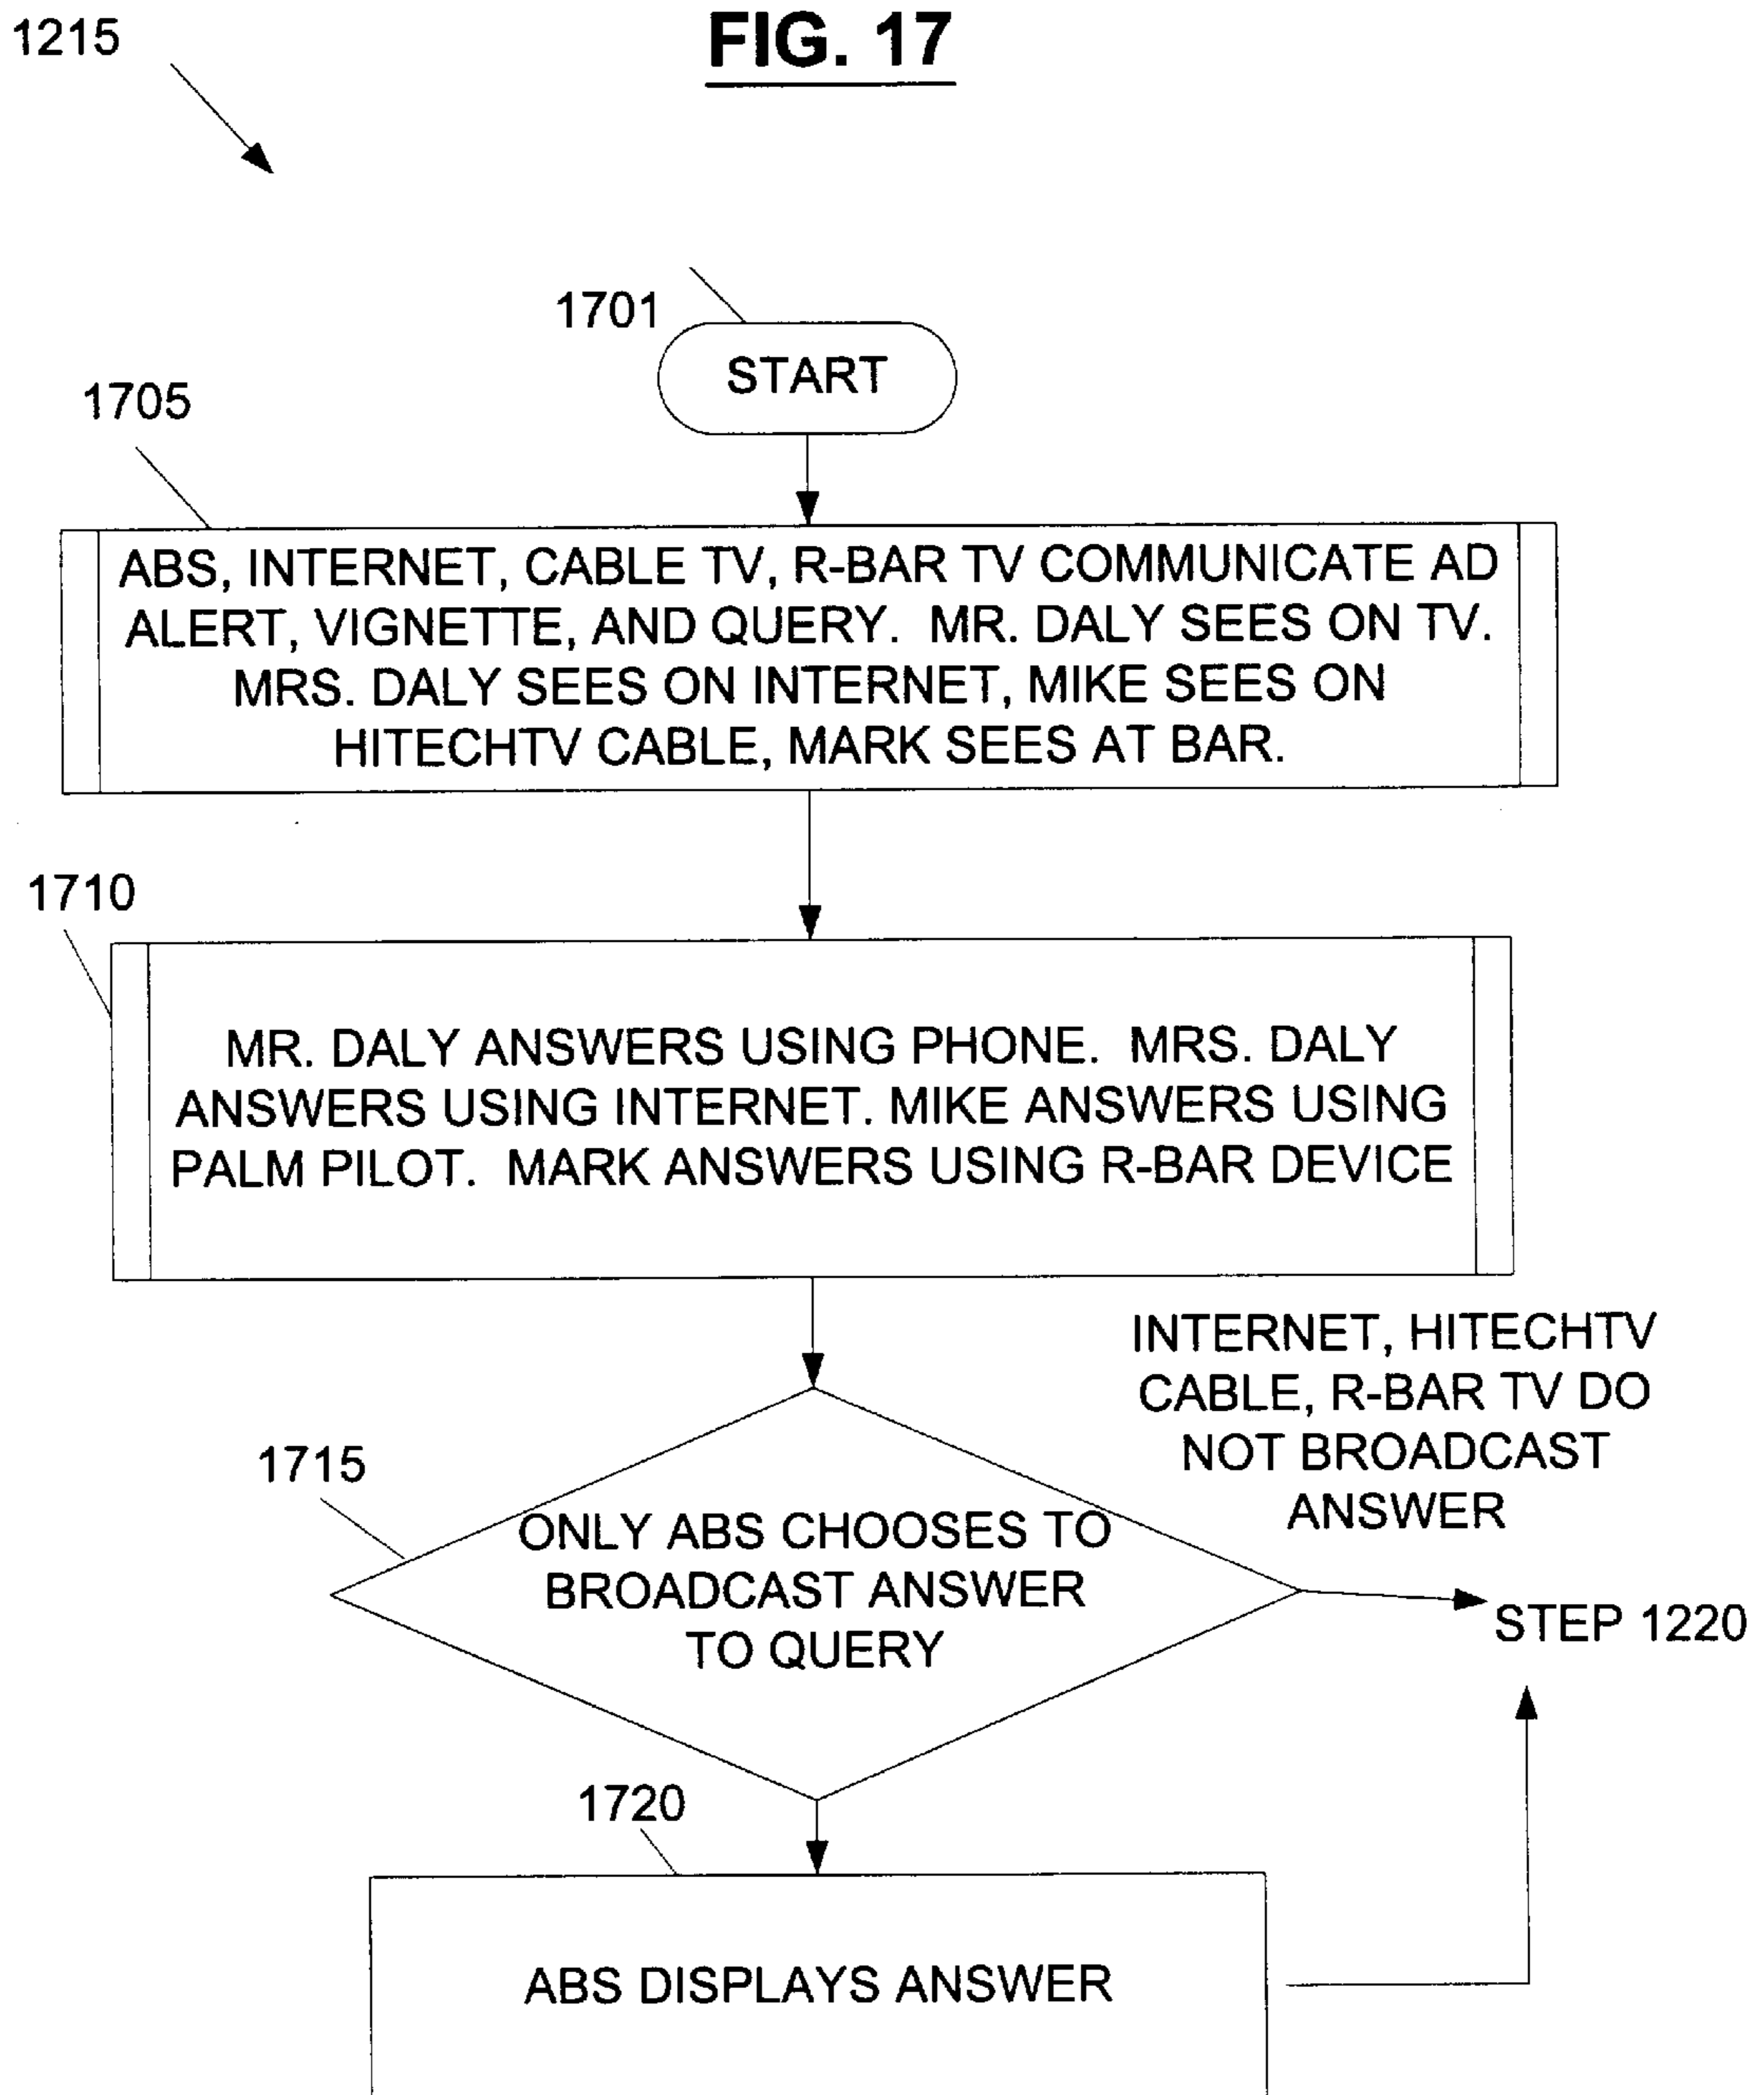 FIG. 17
1215
1701
START
1705
ABS, INTERNET, CABLE TV, R-BAR TV COMMUNICATE AD
ALERT, VIGNETTE, AND QUERY. MR. DALY SEES ON TV.
MRS. DALY SEES ON INTERNET, MIKE SEES ON
HITECHTV CABLE, MARK SEES AT BAR.
1710
MR. DALY ANSWERS USING PHONE. MRS. DALY
ANSWERS USING INTERNET. MIKE ANSWERS USING
PALM PILOT. MARK ANSWERS USING R-BAR DEVICE
INTERNET, HITECHTV
CABLE, R-BAR TV DO
NOT BROADCAST
ANSWER
1715
ONLY ABS CHOOSES TO
BROADCAST ANSWER
TO QUERY
STEP 1220
1720
ABS DISPLAYS ANSWER